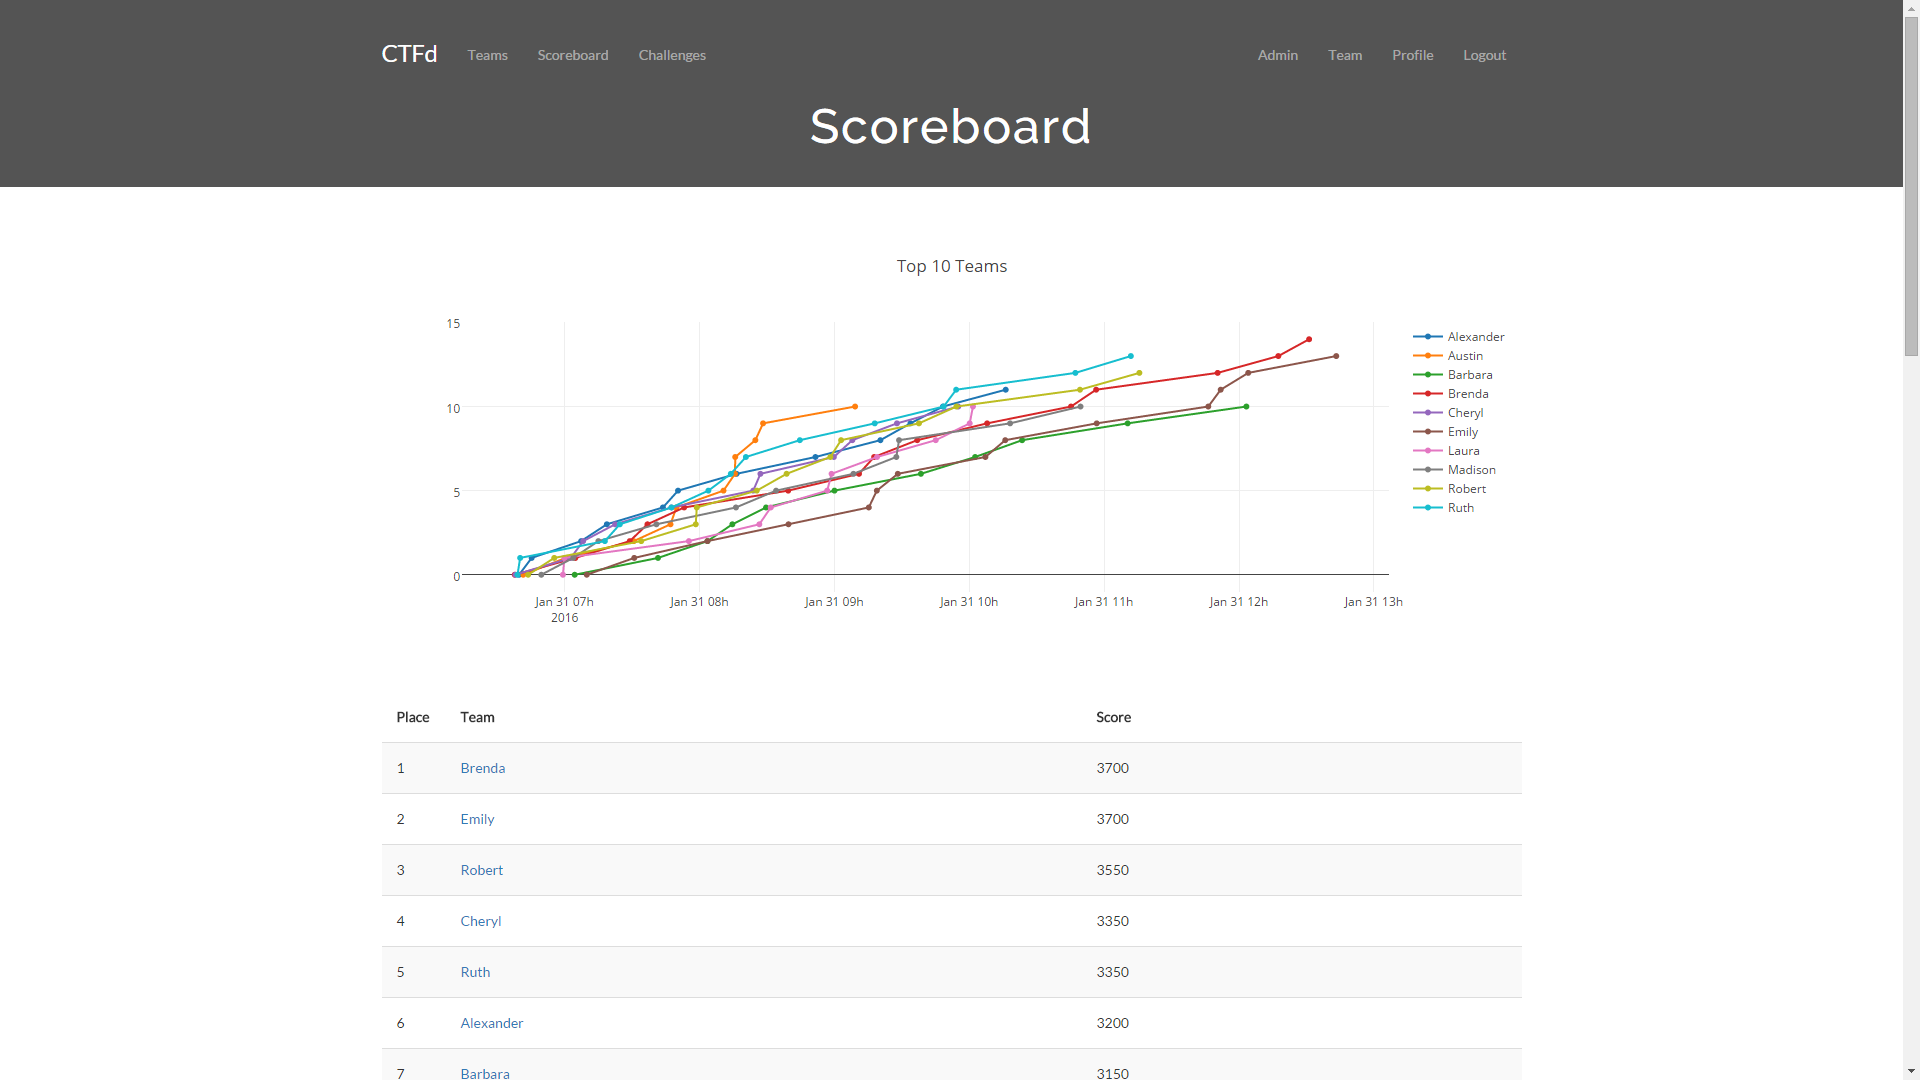 CTFd Teams Scoreboard Challenges Admin Team Profile Logout
Scoreboard
Top 10 Teams
15
10
5
0
Jan 31 07h Jan 31 08h Jan 31 09h Jan 31 10h Jan 31 11h Jan 31 12h Jan 31 13h
2016
Alexander
Austin
Barbara
Brenda
Cheryl
Emily
Laura
Madison
Robert
Ruth
Place Team Score
1 Brenda 3700
2 Emily 3700
3 Robert 3550
4 Cheryl 3350
5 Ruth 3350
6 Alexander 3200
7 Barbara 3150